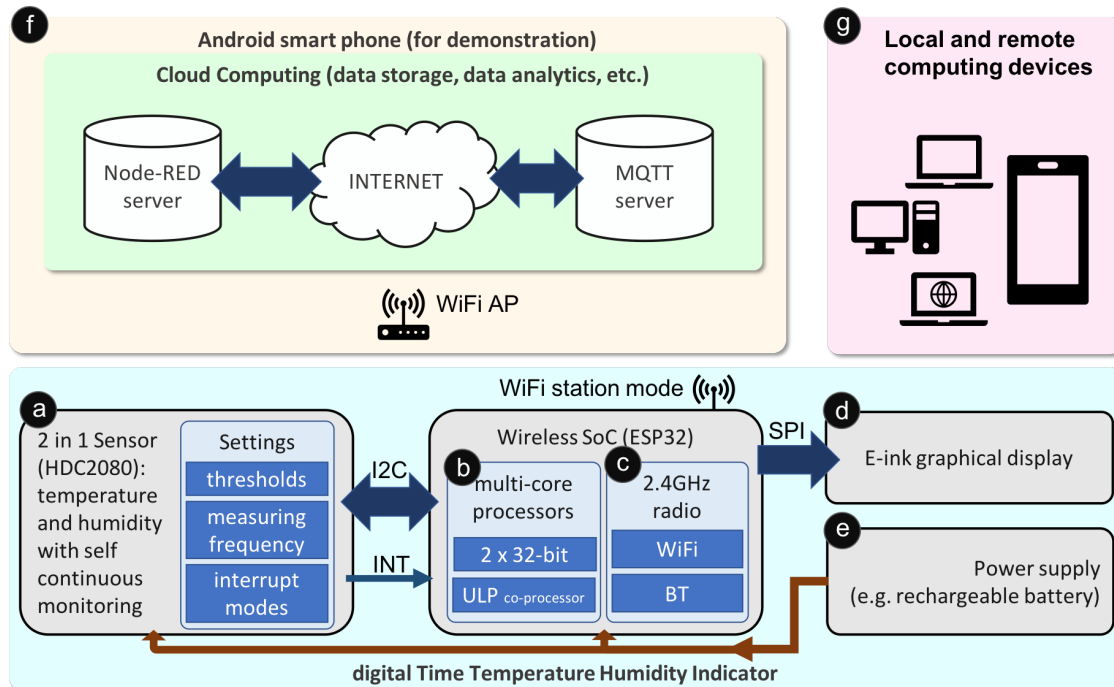 f
Android smart phone (for demonstration)
Cloud Computing (data storage, data analytics, etc.)
Node-RED
server
INTERNET
MQTT
server
WiFi AP
g
Local and remote
computing devices
WiFi station mode
a
2 in 1 Sensor
(HDC2080):
temperature
and humidity
with self
continuous
monitoring
Settings
thresholds
measuring
frequency
interrupt
modes
I2C
INT
Wireless SoC (ESP32)
b
multi-core
processors
2 x 32-bit
ULP co-processor
c
2.4GHz
radio
WiFi
BT
SPI
d
E-ink graphical display
e
Power supply
(e.g. rechargeable battery)
digital Time Temperature Humidity Indicator